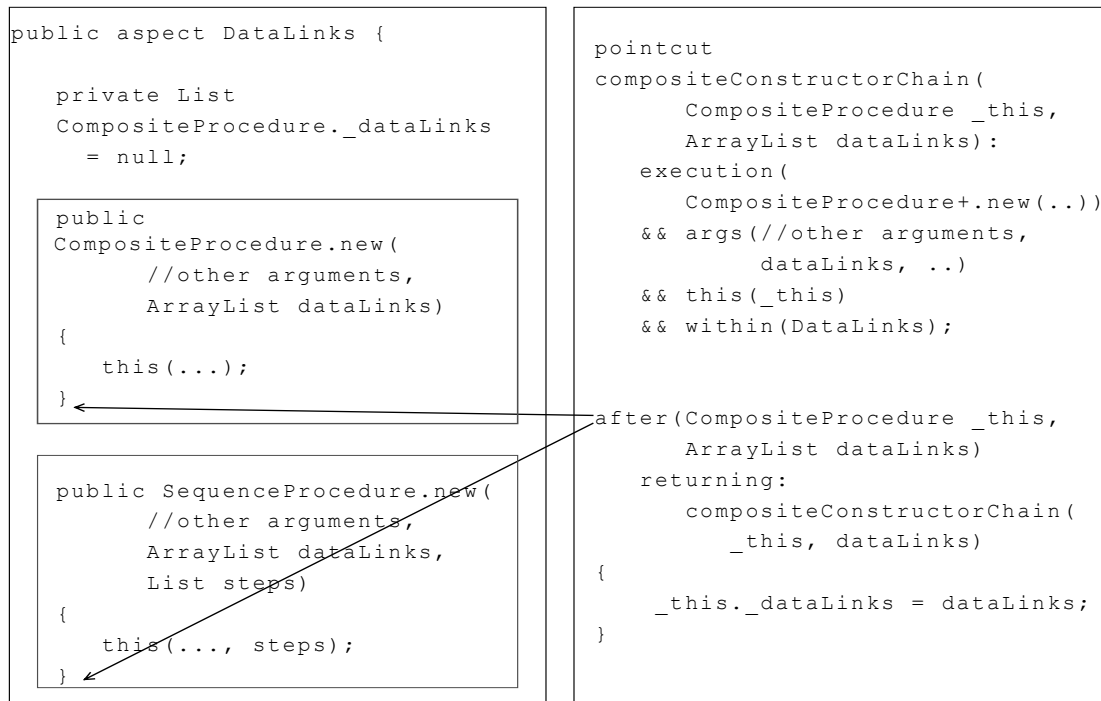 public aspect DataLinks {
private List
CompositeProcedure._dataLinks
= null;
public
CompositeProcedure.new(
//other arguments,
ArrayList dataLinks)
{
this(...);
}
public SequenceProcedure.new(
//other arguments,
ArrayList dataLinks,
List steps)
{
this(..., steps);
}
pointcut
compositeConstructorChain(
CompositeProcedure _this,
ArrayList dataLinks):
execution(
CompositeProcedure+.new(..))
&& args(//other arguments,
dataLinks, ..)
&& this(_this)
&& within(DataLinks);
after(CompositeProcedure _this,
ArrayList dataLinks)
returning:
compositeConstructorChain(
_this, dataLinks)
{
_this._dataLinks = dataLinks;
}